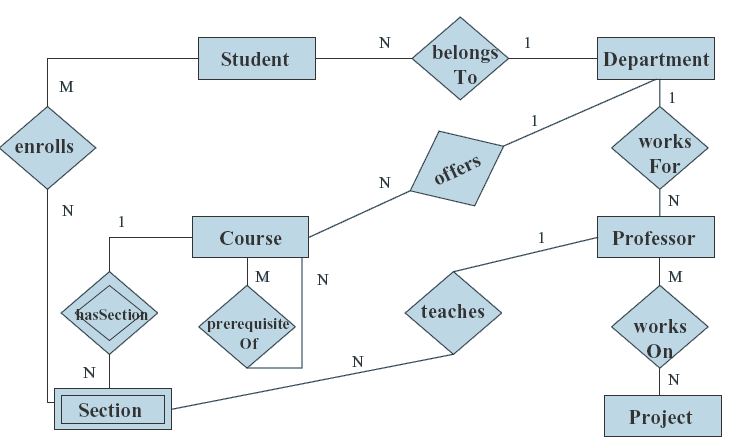 Student
N
belongs
To
1
Department
M
1
1
enrolls
offers
works
For
N
N
N
1
Course
1
Professor
M
N
M
hasSection
prerequisite
Of
teaches
works
On
N
N
N
Section
Project